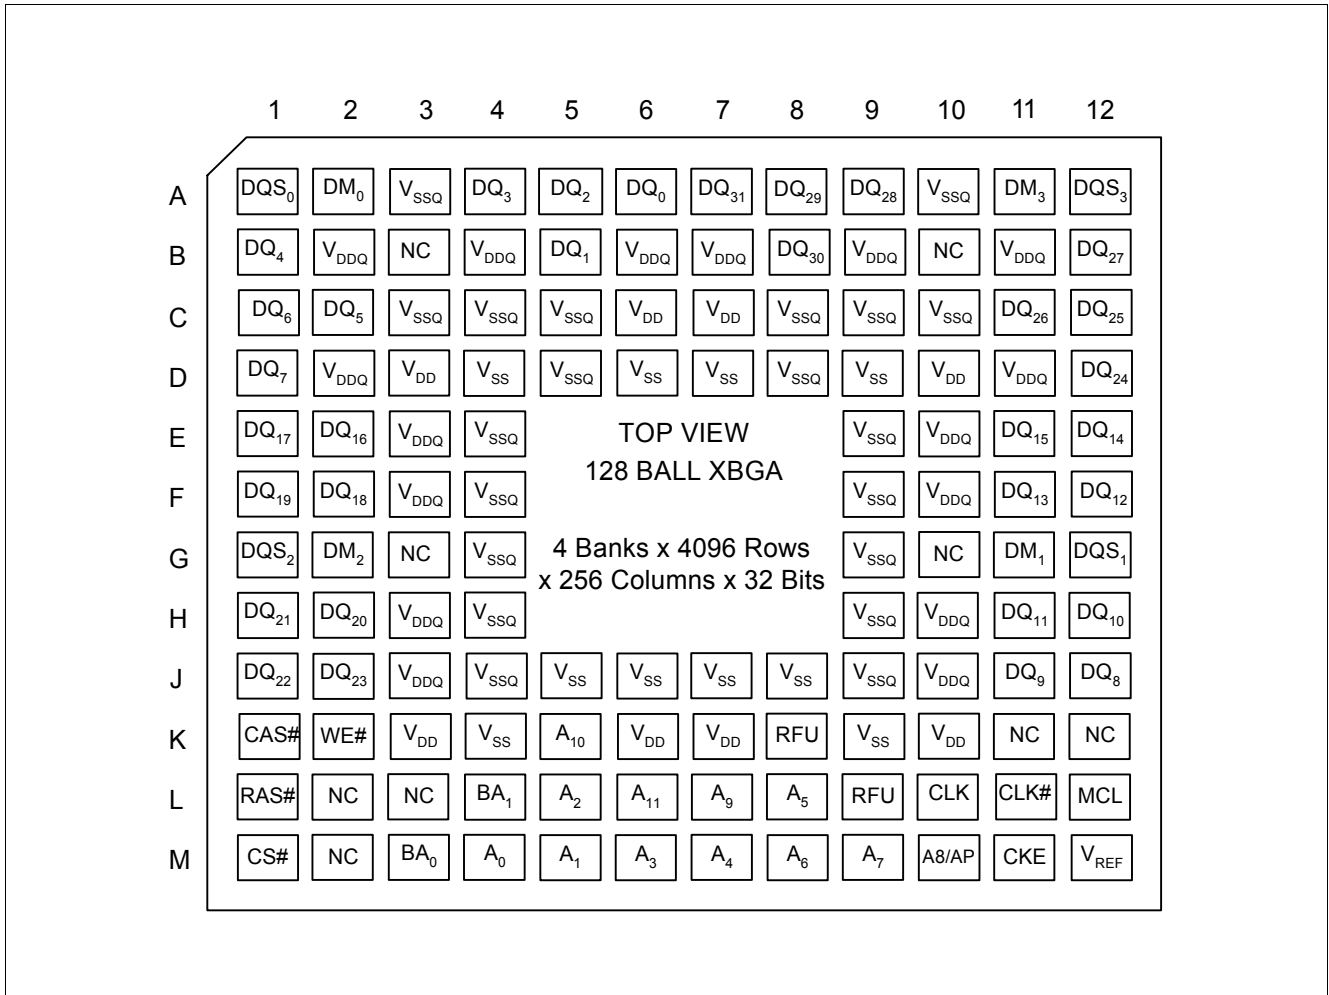 1 2 3 4 5 6 7 8 9 10 11 12
A DQS0 DM0 VSSQ DQ3 DQ2 DQ0 DQ31 DQ29 DQ28 VSSQ DM3 DQS3
B DQ4 VDDQ NC VDDQ DQ1 VDDQ VDDQ DQ30 VDDQ NC VDDQ DQ27
C DQ6 DQ5 VSSQ VSSQ VSSQ VDD VDD VSSQ VSSQ VSSQ DQ26 DQ25
D DQ7 VDDQ VDD VSS VSSQ VSS VSS VSSQ VSS VDD VDDQ DQ24
E DQ17 DQ16 VDDQ VSSQ TOP VIEW VSSQ VDDQ DQ15 DQ14
128 BALL XBGA
F DQ19 DQ18 VDDQ VSSQ VSSQ VDDQ DQ13 DQ12
G DQS2 DM2 NC VSSQ 4 Banks x 4096 Rows VSSQ NC DM1 DQS1
x 256 Columns x 32 Bits
H DQ21 DQ20 VDDQ VSSQ VSSQ VDDQ DQ11 DQ10
J DQ22 DQ23 VDDQ VSSQ VSS VSS VSS VSS VSSQ VDDQ DQ9 DQ8
K CAS# WE# VDD VSS A10 VDD VDD RFU VSS VDD NC NC
L RAS# NC NC BA1 A2 A11 A9 A5 RFU CLK CLK# MCL
M CS# NC BA0 A0 A1 A3 A4 A6 A7 A8/AP CKE VREF